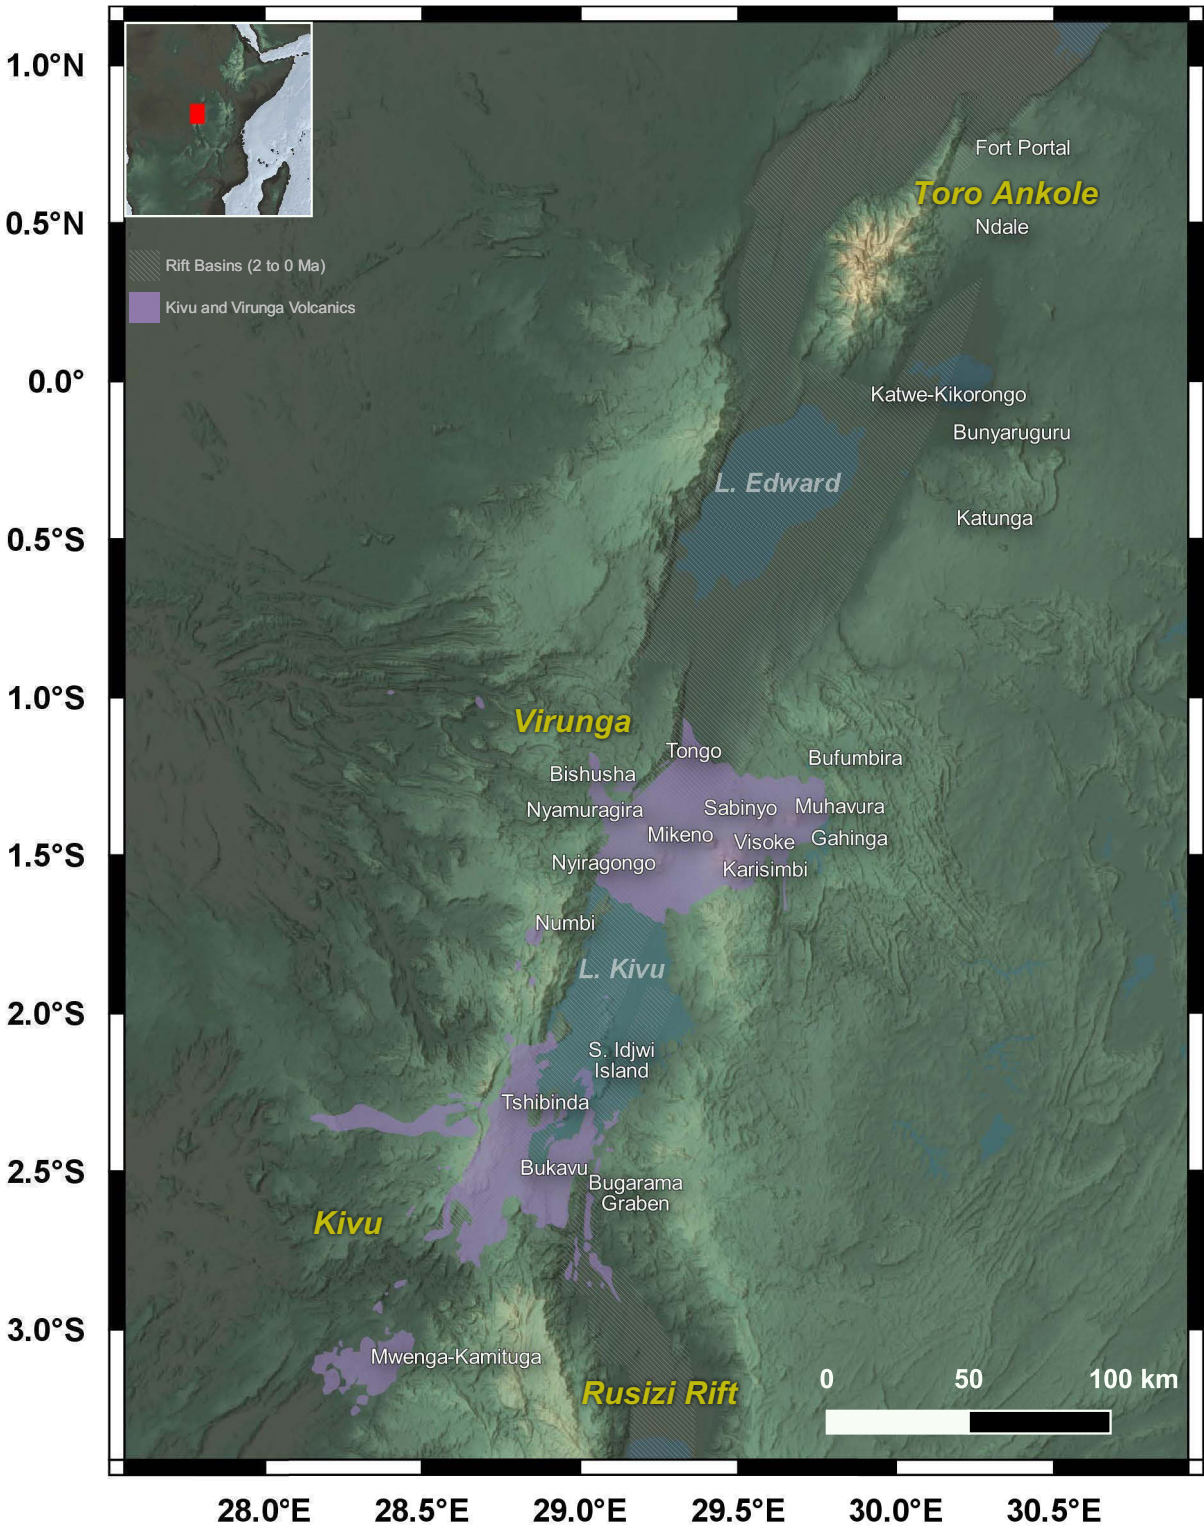 1.0°N
Fort Portal
Toro Ankole
0.5°N
Ndale
Rift Basins (2 to 0 Ma)
Kivu and Virunga Volcanics
0.0°
Katwe-Kikorongo
Bunyaruguru
L. Edward
Katunga
0.5°S
1.0°S
Virunga
Tongo
Bufumbira
Bishusha
Nyamuragira
Sabinyo
Muhavura
Mikeno
Visoke
Gahinga
1.5°S
Nyiragongo
Karisimbi
Numbi
L. Kivu
2.0°S
S. Idjwi
Island
Tshibinda
2.5°S
Bukavu
Bugarama
Graben
Kivu
3.0°S
Mwenga-Kamituga
Rusizi Rift
0
50
100 km
28.0°E
28.5°E
29.0°E
29.5°E
30.0°E
30.5°E